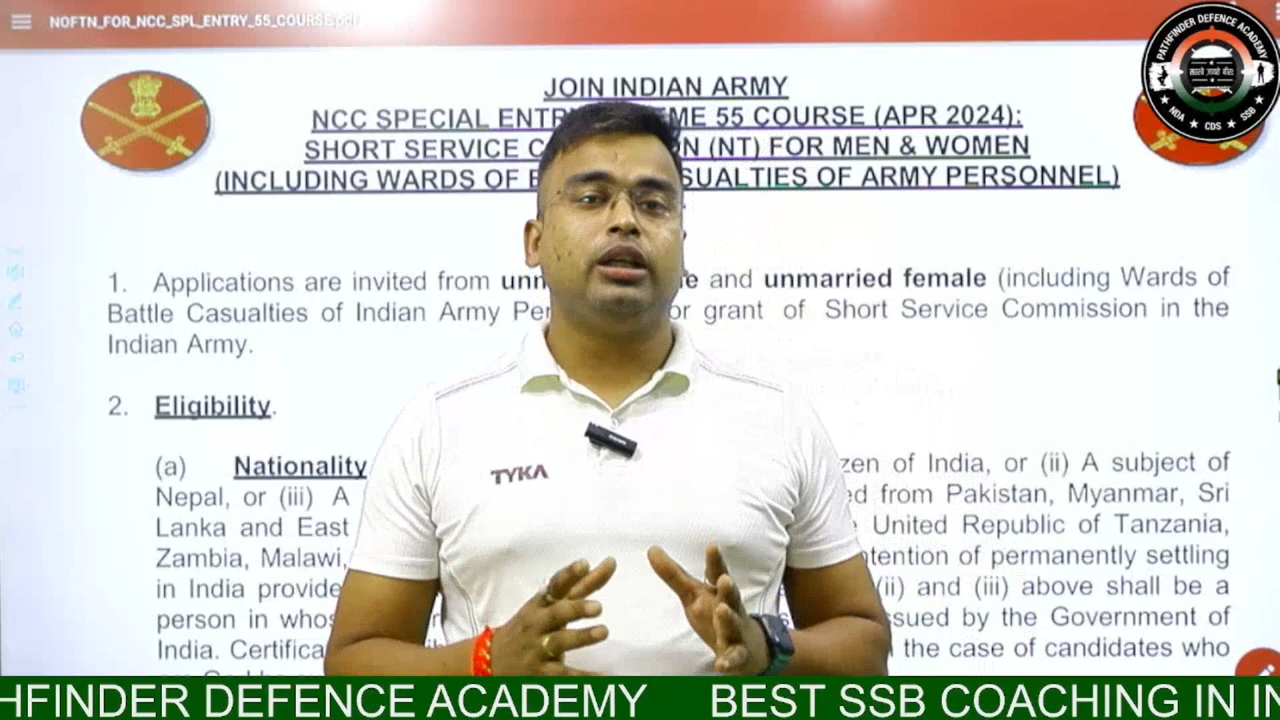 NOFTN_FOR_NCC_SPL_ENTRY_55_COURSE.pdf
PATHFINDER DEFENCE ACADEMY
NDA ★ CDS ★ SSB
JOIN INDIAN ARMY
NCC SPECIAL ENT EME 55 COURSE (APR 2024):
SHORT SERVICE C N (NT) FOR MEN & WOMEN
(INCLUDING WARDS OF SUALTIES OF ARMY PERSONNEL)
1. Applications are invited from unm e and unmarried female (including Wards of
Battle Casualties of Indian Army Per or grant of Short Service Commission in the
Indian Army.
2. Eligibility.
(a) Nationality zen of India, or (ii) A subject of
Nepal, or (iii) A ed from Pakistan, Myanmar, Sri
Lanka and East United Republic of Tanzania,
Zambia, Malawi, tention of permanently settling
in India provide (ii) and (iii) above shall be a
person in whos ssued by the Government of
India. Certifica the case of candidates who
TYKA
HFINDER DEFENCE ACADEMY BEST SSB COACHING IN IN